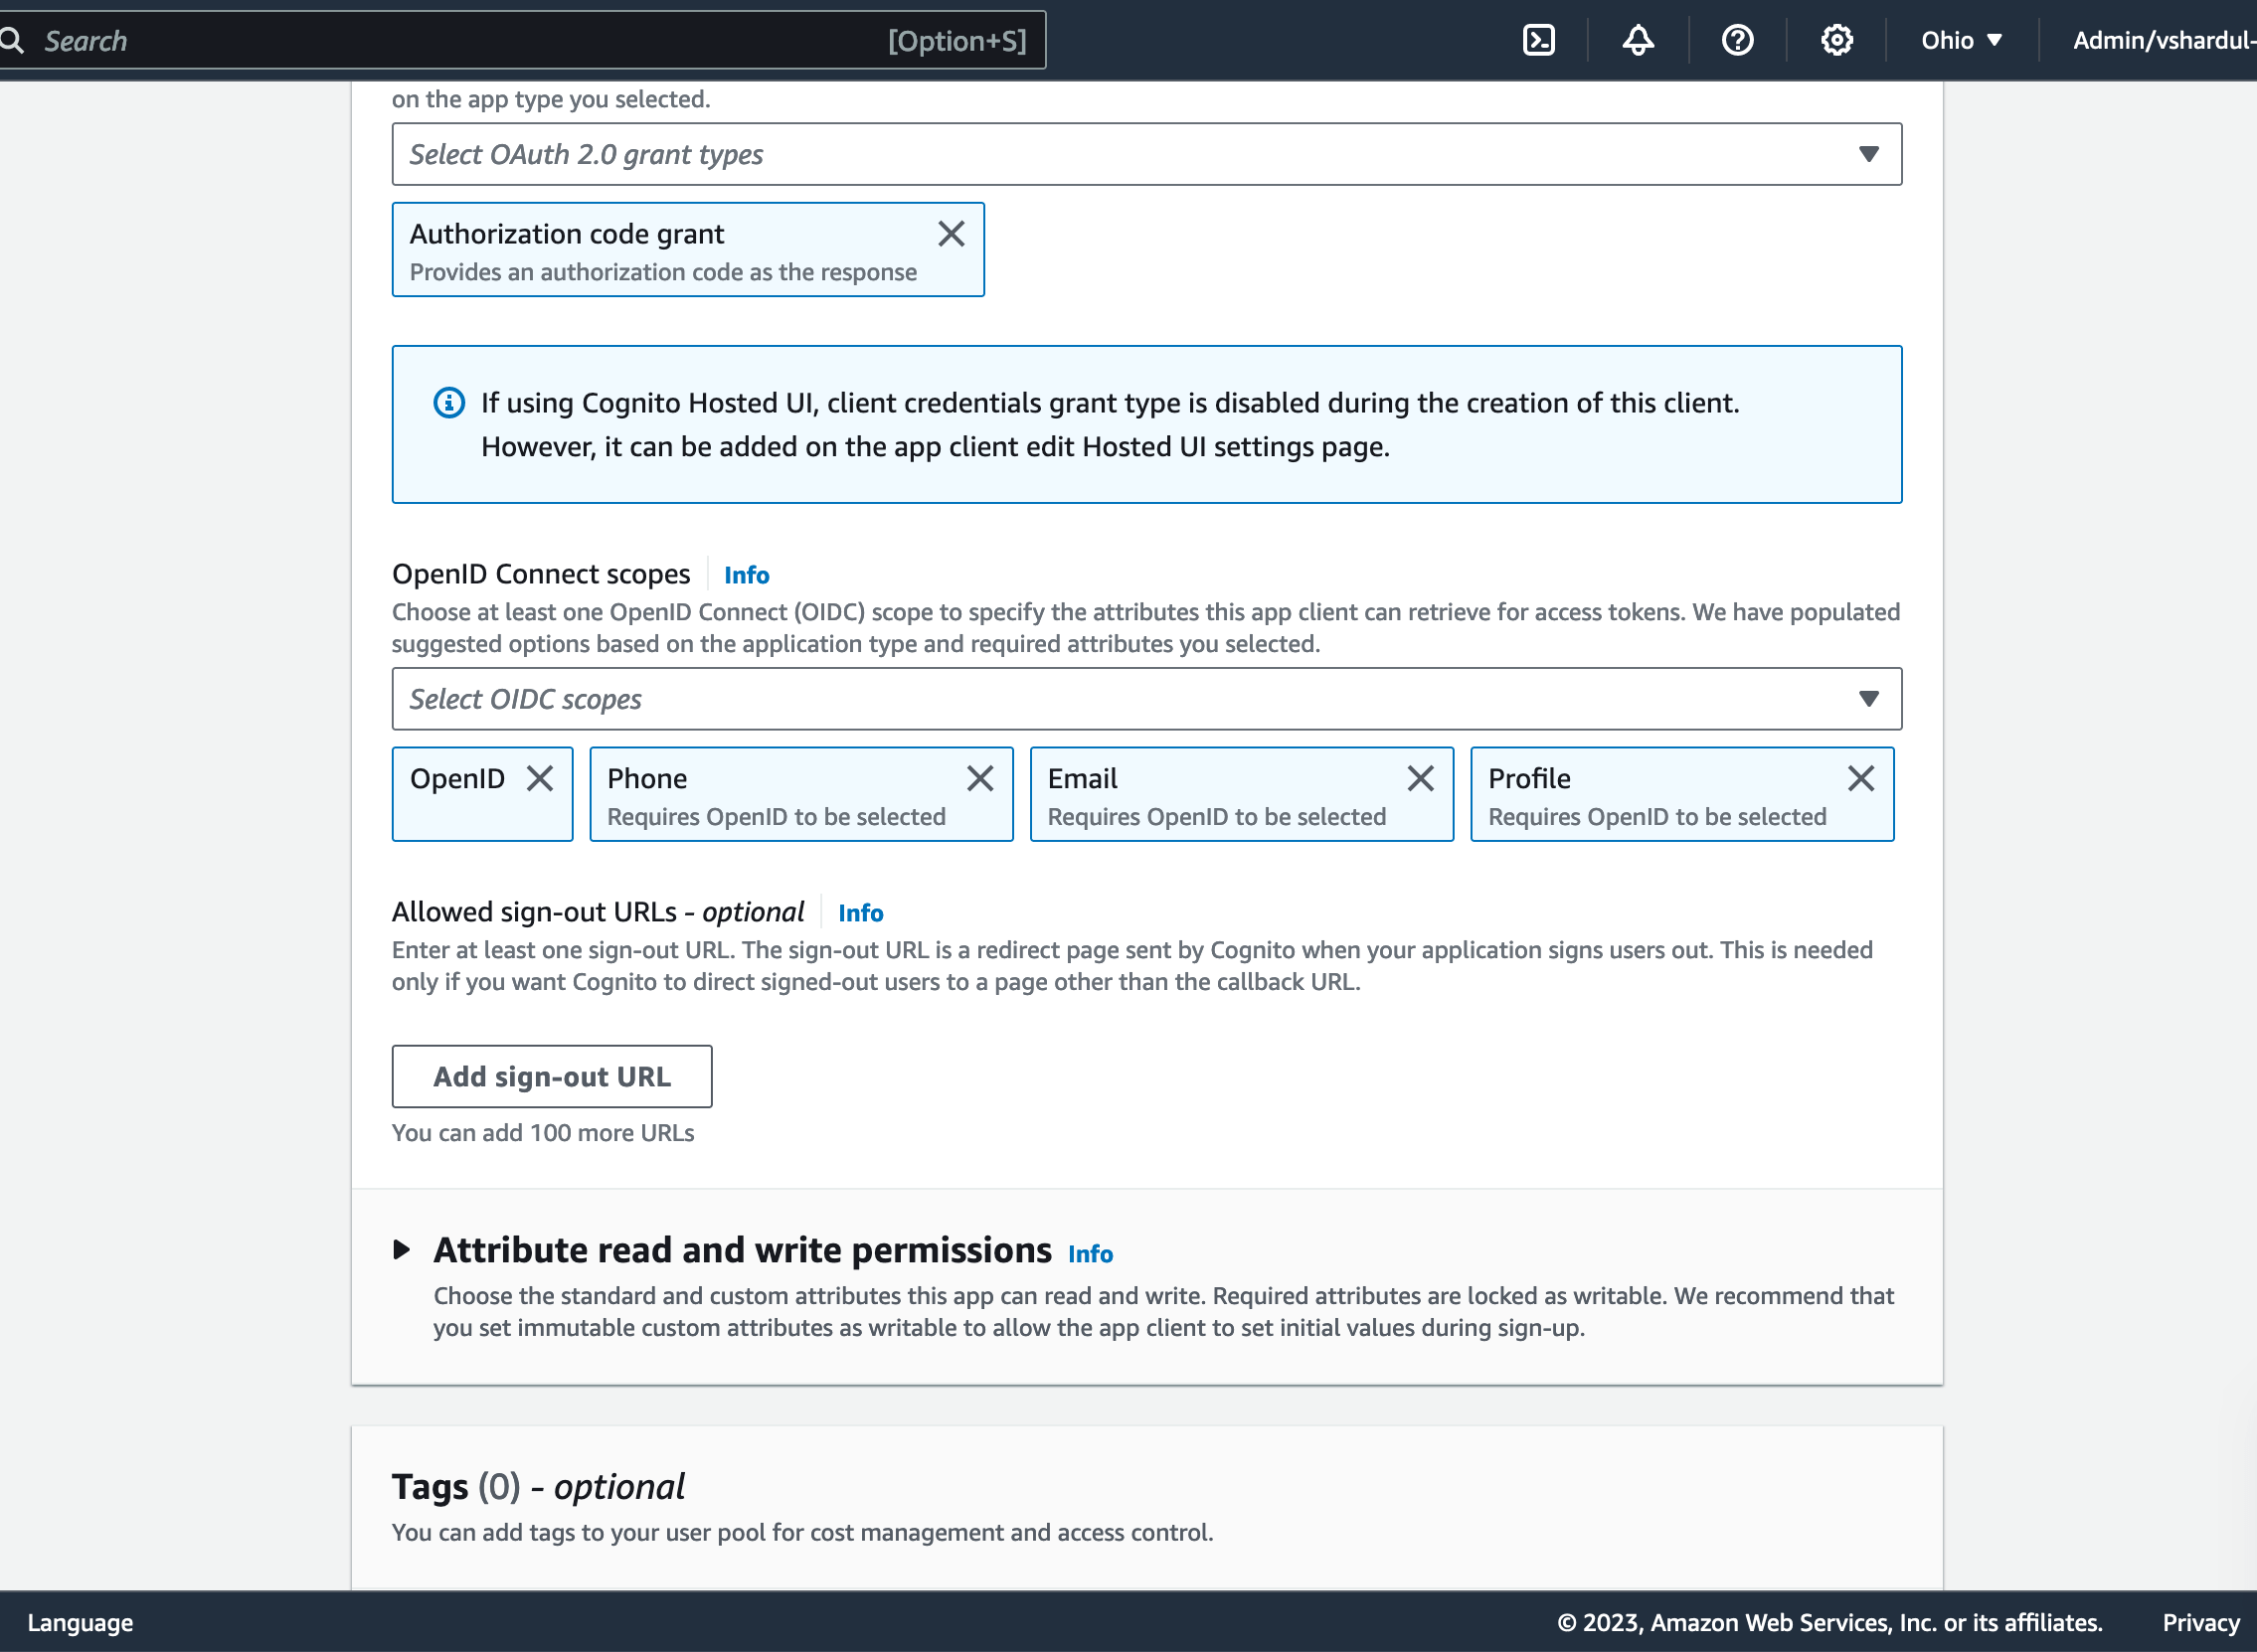 Search [Option+S] Ohio Admin/vshardul-
on the app type you selected.
Select OAuth 2.0 grant types
Authorization code grant
Provides an authorization code as the response
If using Cognito Hosted UI, client credentials grant type is disabled during the creation of this client.
However, it can be added on the app client edit Hosted UI settings page.
OpenID Connect scopes Info
Choose at least one OpenID Connect (OIDC) scope to specify the attributes this app client can retrieve for access tokens. We have populated
suggested options based on the application type and required attributes you selected.
Select OIDC scopes
OpenID Phone Email Profile
Requires OpenID to be selected Requires OpenID to be selected Requires OpenID to be selected
Allowed sign-out URLs - optional Info
Enter at least one sign-out URL. The sign-out URL is a redirect page sent by Cognito when your application signs users out. This is needed
only if you want Cognito to direct signed-out users to a page other than the callback URL.
Add sign-out URL
You can add 100 more URLs
Attribute read and write permissions Info
Choose the standard and custom attributes this app can read and write. Required attributes are locked as writable. We recommend that
you set immutable custom attributes as writable to allow the app client to set initial values during sign-up.
Tags (0) - optional
You can add tags to your user pool for cost management and access control.
Language © 2023, Amazon Web Services, Inc. or its affiliates. Privacy